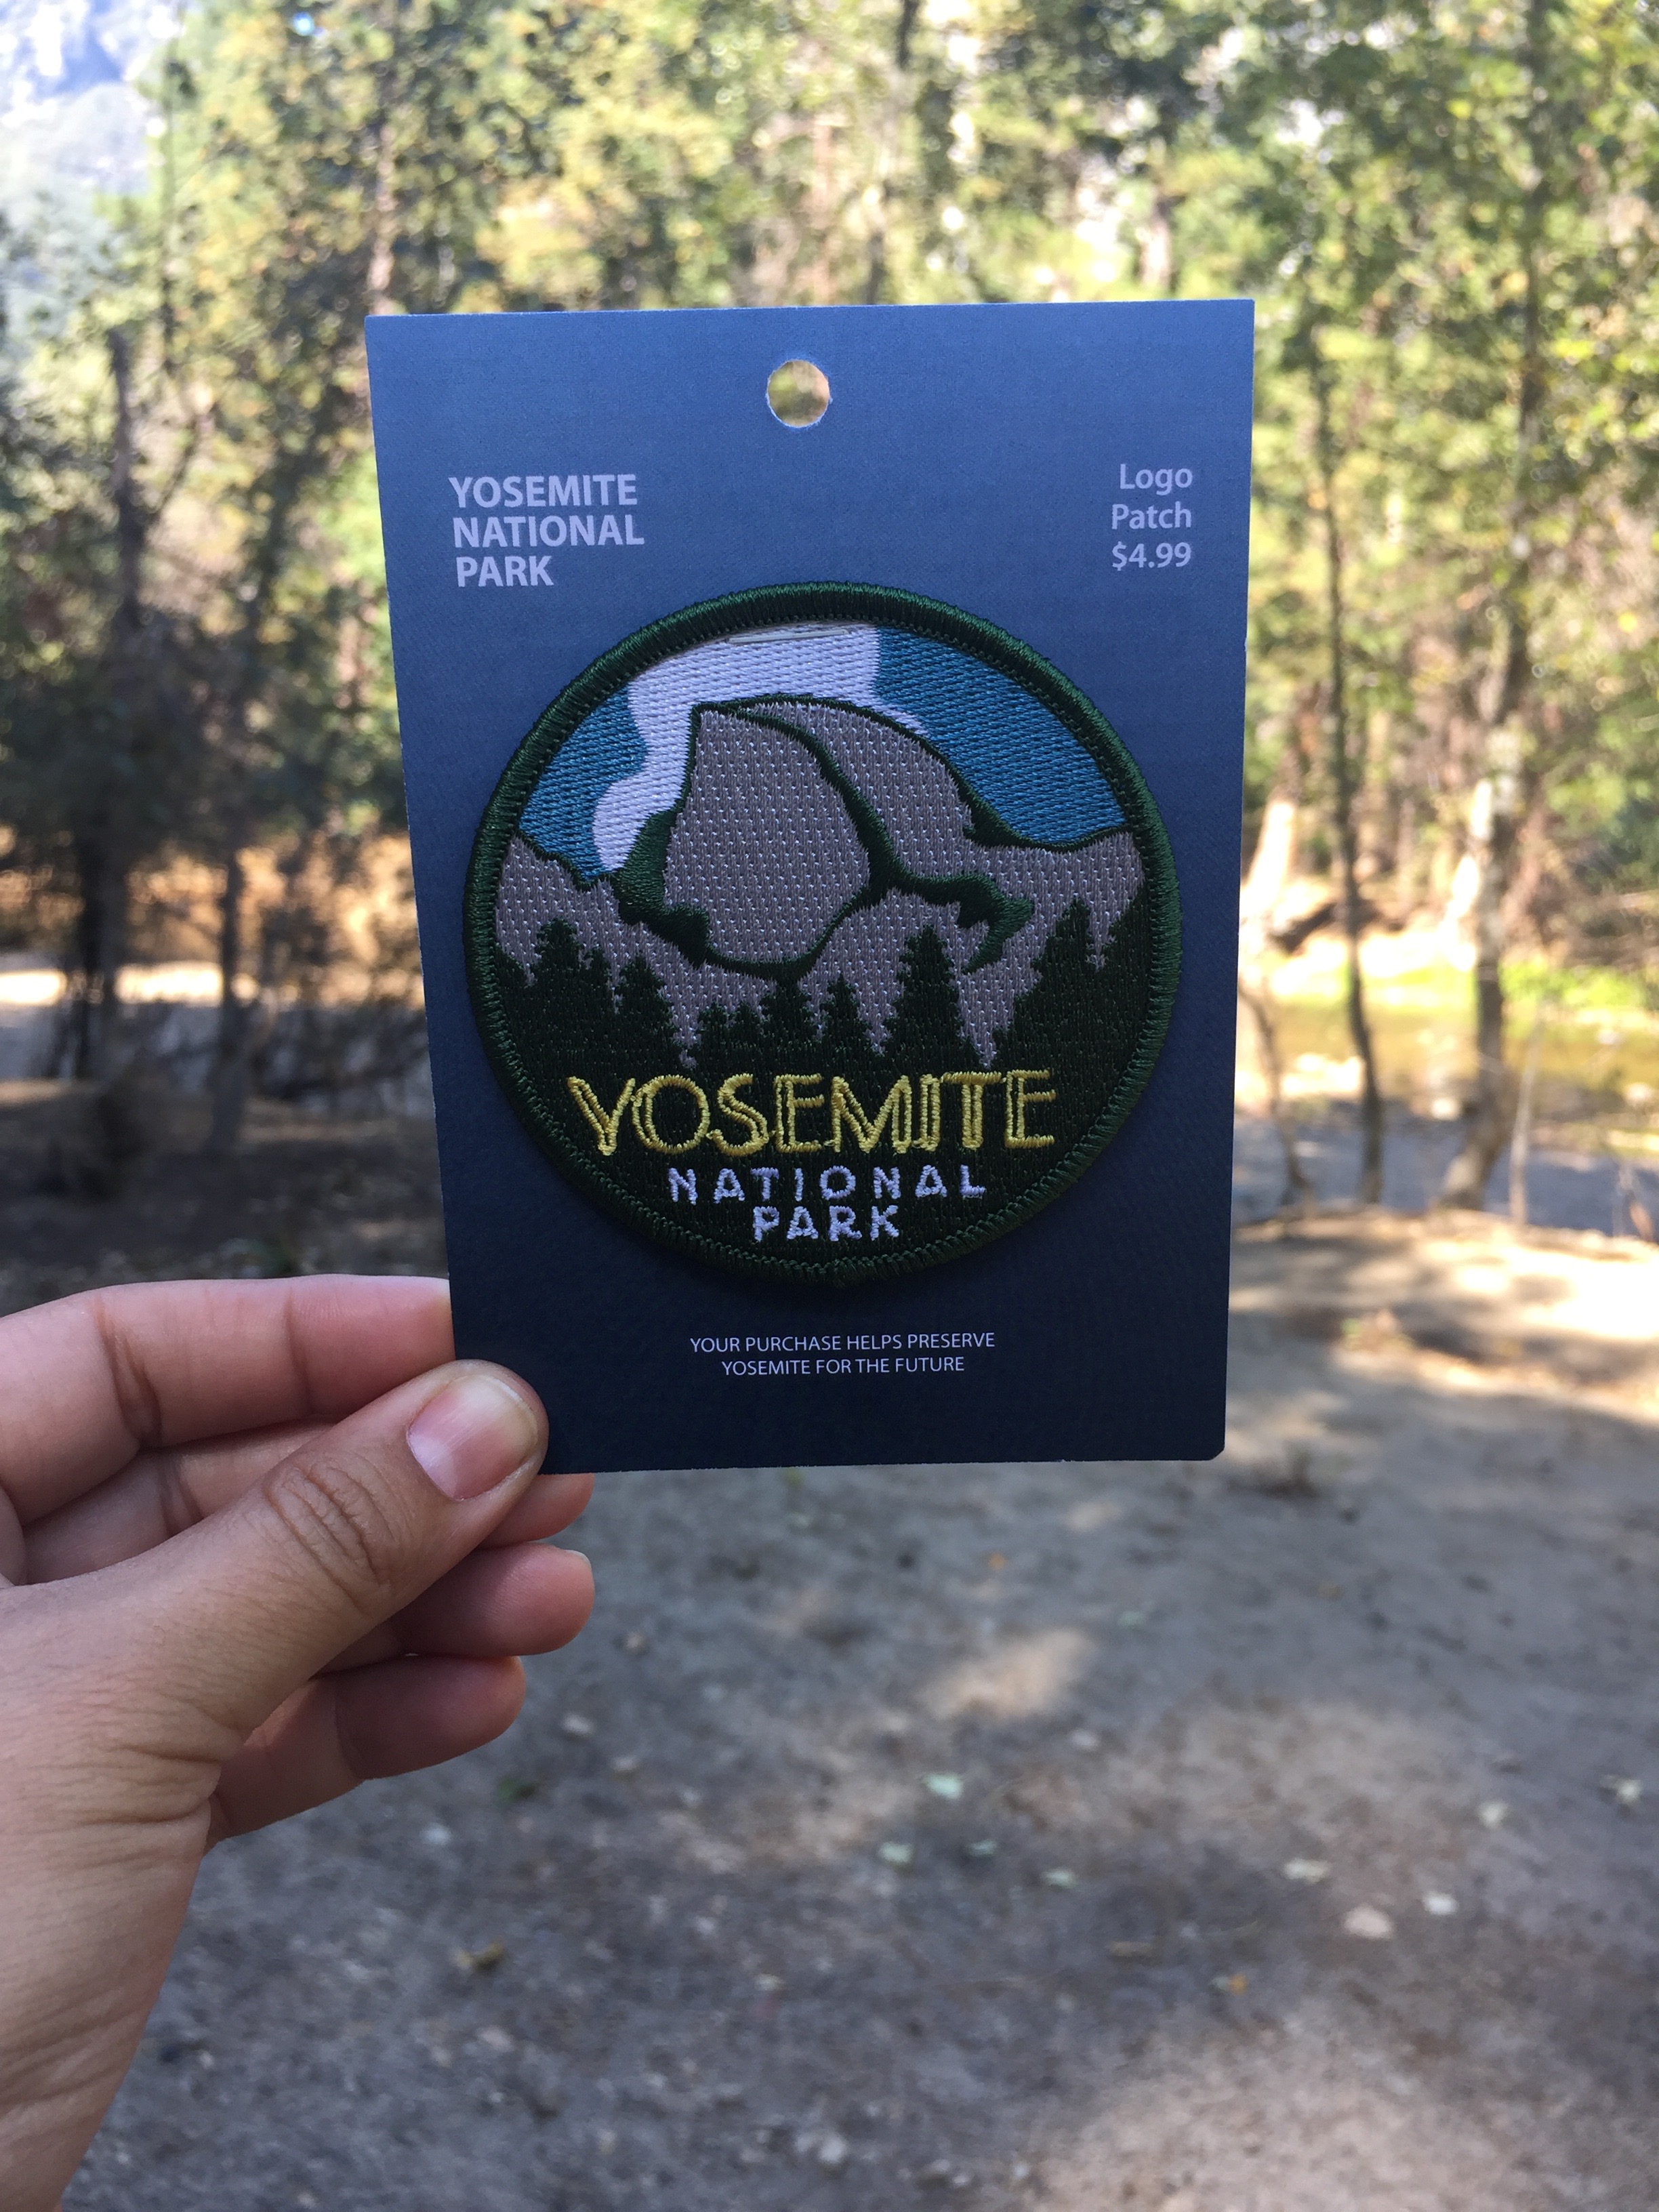 YOSEMITE
NATIONAL
PARK
Logo
Patch
$4.99
YOSEMITE
NATIONAL
PARK
YOUR PURCHASE HELPS PRESERVE
YOSEMITE FOR THE FUTURE